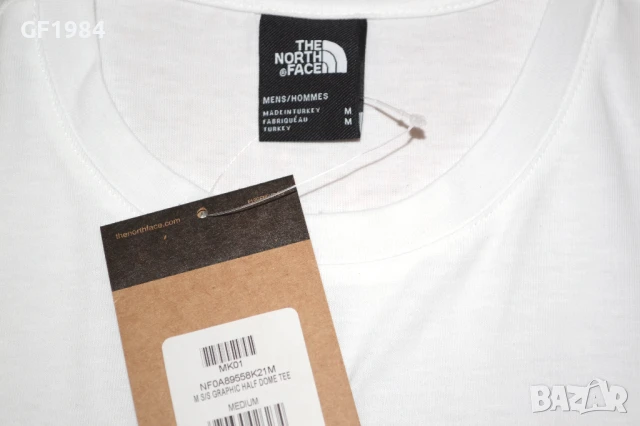 GF1984
THE
NORTH
FACE
MENS/HOMMES
MADE IN TURKEY M
FABRIQUÉ AU M
TURKEY
thenorthface.com
MK01
NF0A89558K21M
M S/S GRAPHIC HALF DOME TEE
MEDIUM
BAZAR